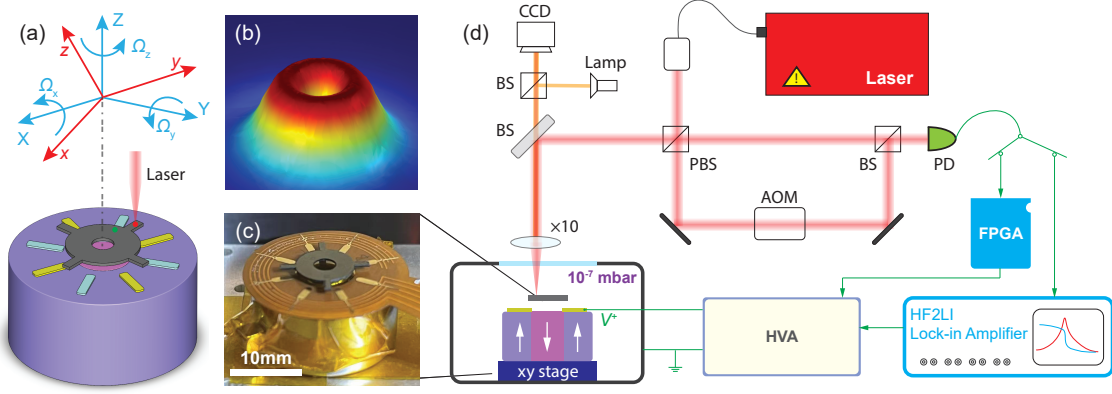 (a)
Z
z
Ω_z
y
Ω_x
X
Y
Ω_y
x
Laser
(b)
(c)
10mm
(d)
CCD
BS
Lamp
BS
×10
10⁻⁷ mbar
V⁺
xy stage
Laser
!
PBS
BS
PD
AOM
FPGA
HVA
HF2LI
Lock-in Amplifier